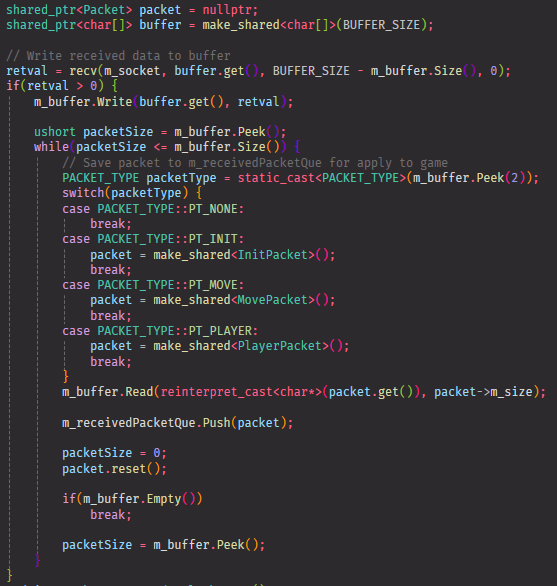 shared_ptr<Packet> packet = nullptr;
shared_ptr<char[]> buffer = make_shared<char[]>(BUFFER_SIZE);
// Write received data to buffer
retval = recv(m_socket, buffer.get(), BUFFER_SIZE - m_buffer.Size(), 0);
if(retval > 0) {
m_buffer.Write(buffer.get(), retval);
ushort packetSize = m_buffer.Peek();
while(packetSize <= m_buffer.Size()) {
// Save packet to m_receivedPacketQue for apply to game
PACKET_TYPE packetType = static_cast<PACKET_TYPE>(m_buffer.Peek(2));
switch(packetType) {
case PACKET_TYPE::PT_NONE:
break;
case PACKET_TYPE::PT_INIT:
packet = make_shared<InitPacket>();
break;
case PACKET_TYPE::PT_MOVE:
packet = make_shared<MovePacket>();
break;
case PACKET_TYPE::PT_PLAYER:
packet = make_shared<PlayerPacket>();
break;
}
m_buffer.Read(reinterpret_cast<char*>(packet.get()), packet->m_size);
m_receivedPacketQue.Push(packet);
packetSize = 0;
packet.reset();
if(m_buffer.Empty())
break;
packetSize = m_buffer.Peek();
}
}